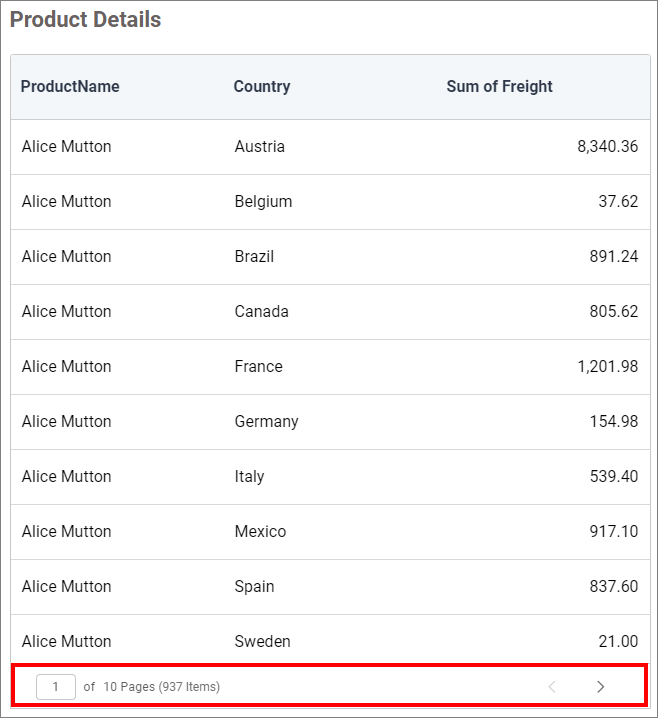 Product Details
ProductName Country Sum of Freight
Alice Mutton Austria 8,340.36
Alice Mutton Belgium 37.62
Alice Mutton Brazil 891.24
Alice Mutton Canada 805.62
Alice Mutton France 1,201.98
Alice Mutton Germany 154.98
Alice Mutton Italy 539.40
Alice Mutton Mexico 917.10
Alice Mutton Spain 837.60
Alice Mutton Sweden 21.00
1 of 10 Pages (937 Items)